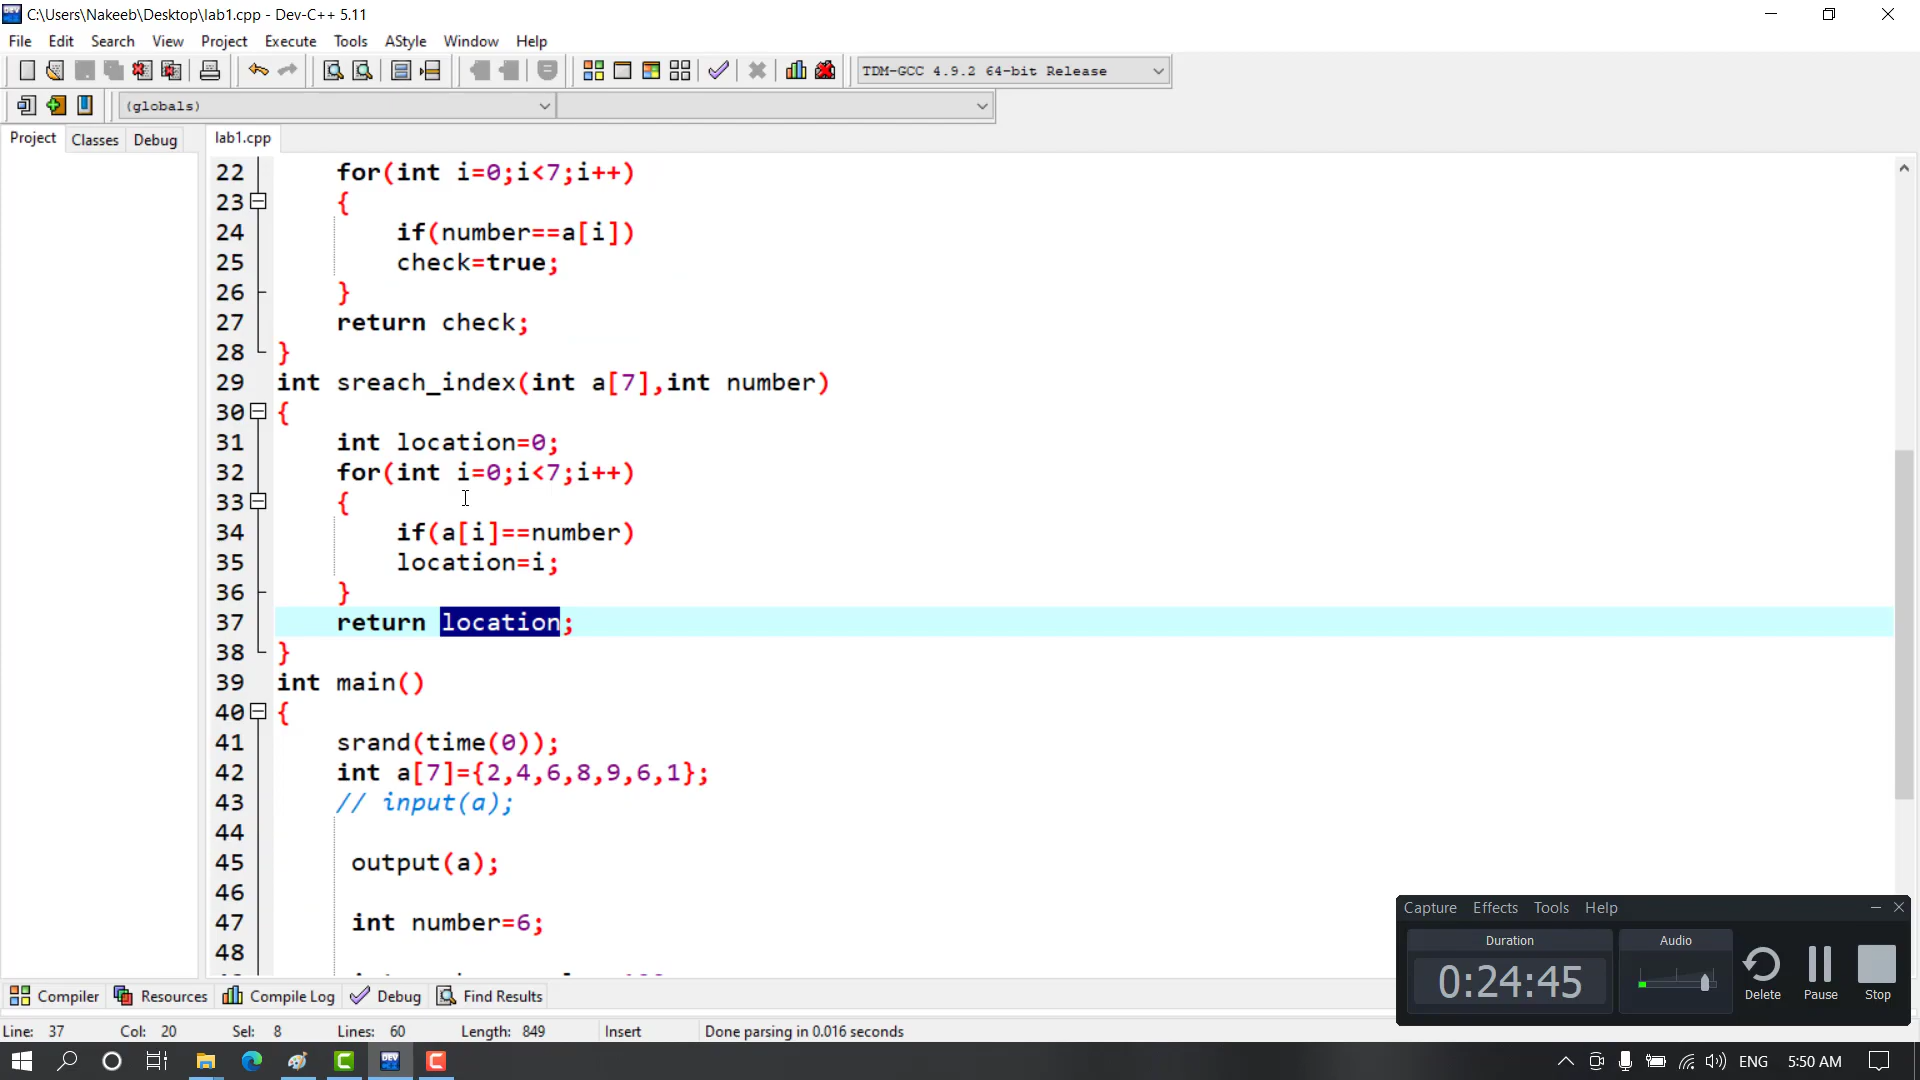 C:\Users\Nakeeb\Desktop\lab1.cpp - Dev-C++ 5.11
File Edit Search View Project Execute Tools AStyle Window Help
TDM-GCC 4.9.2 64-bit Release
(globals)
Project Classes Debug lab1.cpp
22 for(int i=0;i<7;i++)
23 {
24 if(number==a[i])
25 check=true;
26 }
27 return check;
28 }
29 int sreach_index(int a[7],int number)
30 {
31 int location=0;
32 for(int i=0;i<7;i++)
33 {
34 if(a[i]==number)
35 location=i;
36 }
37 return location;
38 }
39 int main()
40 {
41 srand(time(0));
42 int a[7]={2,4,6,8,9,6,1};
43 // input(a);
44
45 output(a);
46
47 int number=6;
48
Capture Effects Tools Help
Duration Audio
0:24:45
Delete Pause Stop
Compiler Resources Compile Log Debug Find Results
Line: 37 Col: 20 Sel: 8 Lines: 60 Length: 849 Insert Done parsing in 0.016 seconds
DEV ENG 5:50 AM